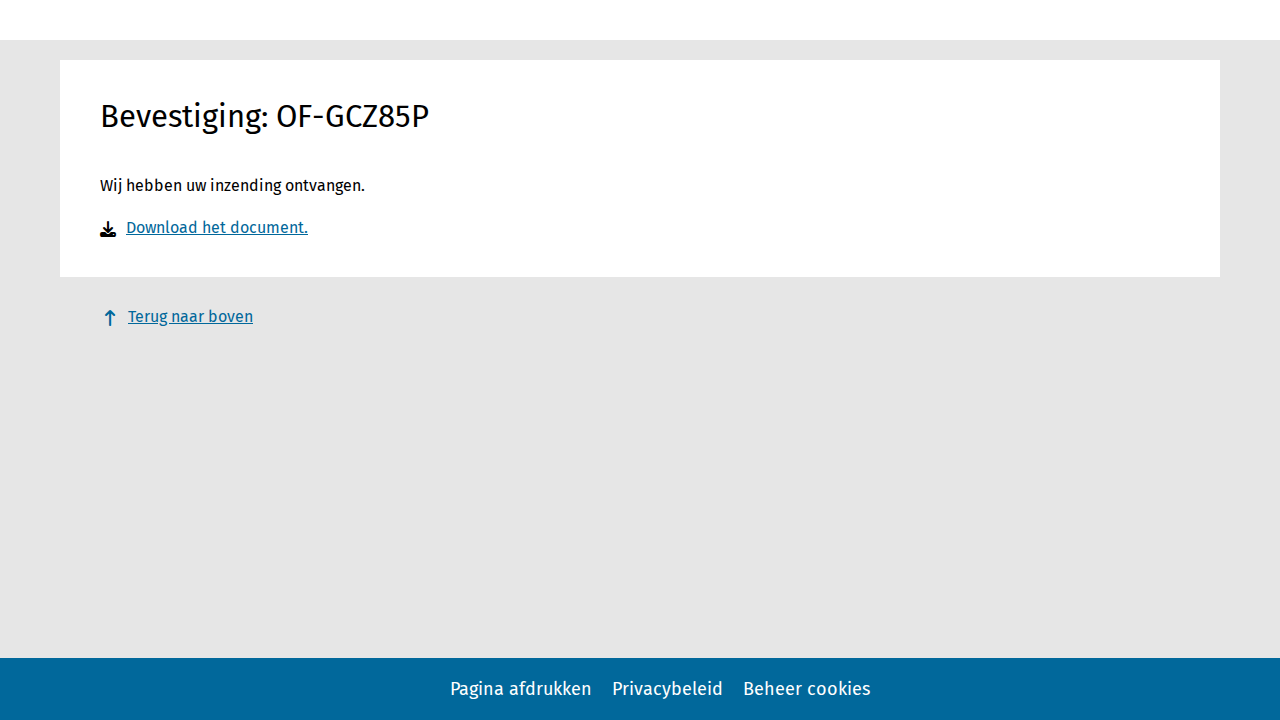 Bevestiging: OF-GCZ85P
Wij hebben uw inzending ontvangen.
Download het document.
Terug naar boven
Pagina afdrukken Privacybeleid Beheer cookies